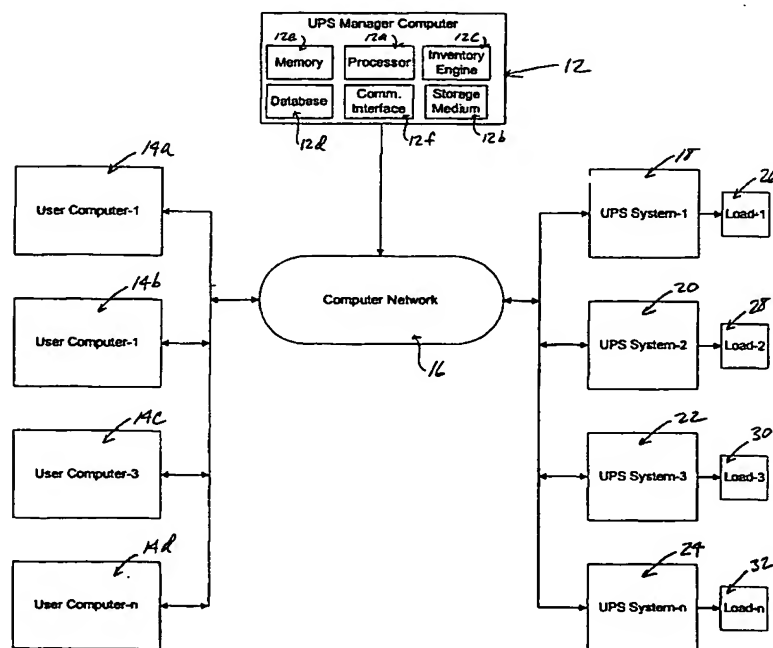 UPS Manager Computer
12e
12a
12c
Memory
Processor
Inventory
Engine
12
Database
Comm.
Interface
Storage
Medium
12d
12f
12b
14a
User Computer-1
14b
User Computer-1
14c
User Computer-3
14d
User Computer-n
Computer Network
16
18
UPS System-1
26
Load-1
20
UPS System-2
28
Load-2
22
UPS System-3
30
Load-3
24
UPS System-n
32
Load-n